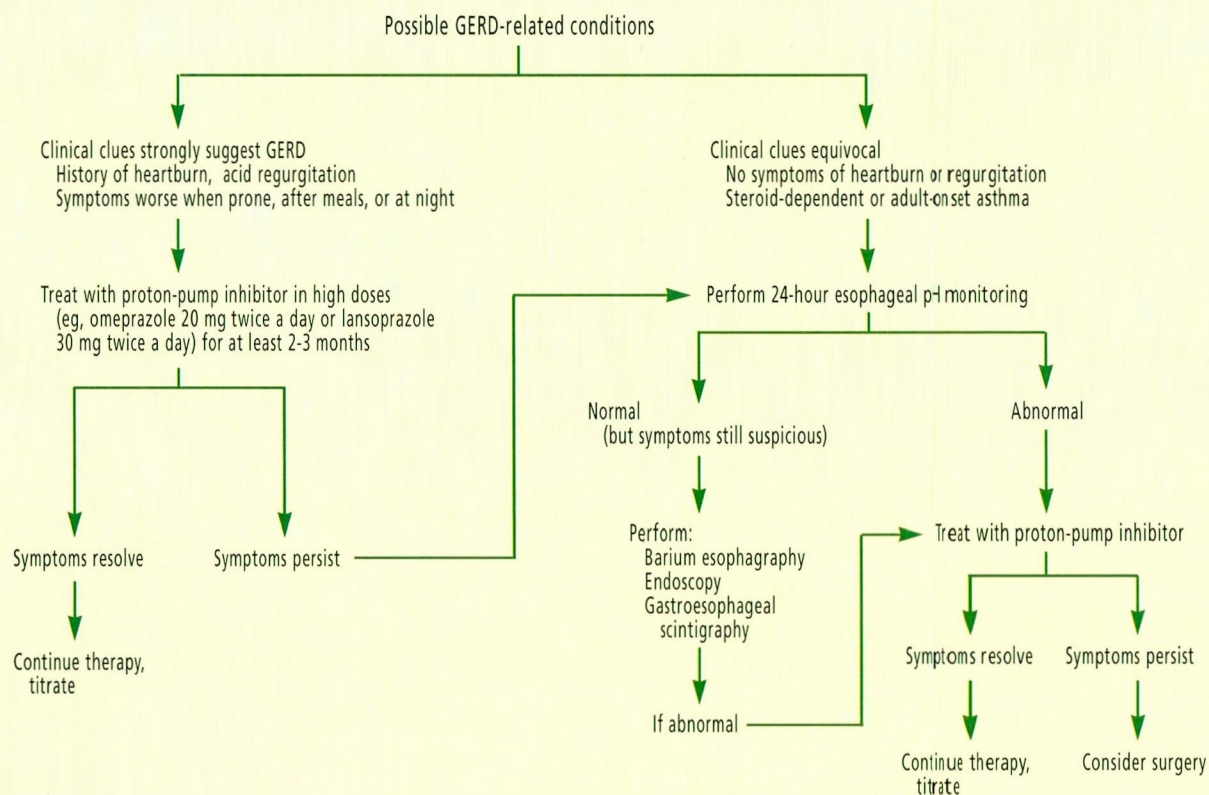 Possible GERD-related conditions
Clinical clues strongly suggest GERD
History of heartburn, acid regurgitation
Symptoms worse when prone, after meals, or at night
Clinical clues equivocal
No symptoms of heartburn or regurgitation
Steroid-dependent or adult-onset asthma
Treat with proton-pump inhibitor in high doses
(eg, omeprazole 20 mg twice a day or lansoprazole
30 mg twice a day) for at least 2-3 months
Perform 24-hour esophageal pH monitoring
Normal
(but symptoms still suspicious)
Abnormal
Symptoms resolve
Symptoms persist
Perform:
Barium esophagraphy
Endoscopy
Gastroesophageal
scintigraphy
Treat with proton-pump inhibitor
Continue therapy,
titrate
Symptoms resolve
Symptoms persist
If abnormal
Continue therapy,
titrate
Consider surgery